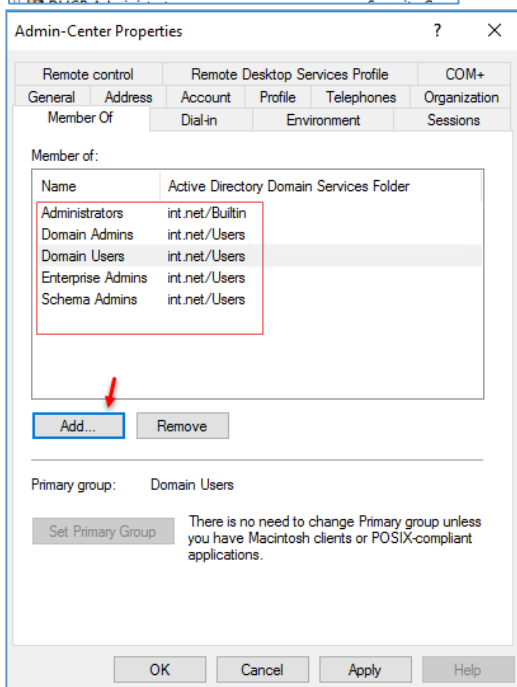 Admin-Center Properties ? ×
Remote control Remote Desktop Services Profile COM+
General Address Account Profile Telephones Organization
Member Of Dial-in Environment Sessions
Member of:
Name Active Directory Domain Services Folder
Administrators int.net/Builtin
Domain Admins int.net/Users
Domain Users int.net/Users
Enterprise Admins int.net/Users
Schema Admins int.net/Users
Add... Remove
Primary group: Domain Users
Set Primary Group There is no need to change Primary group unless
you have Macintosh clients or POSIX-compliant
applications.
OK Cancel Apply Help